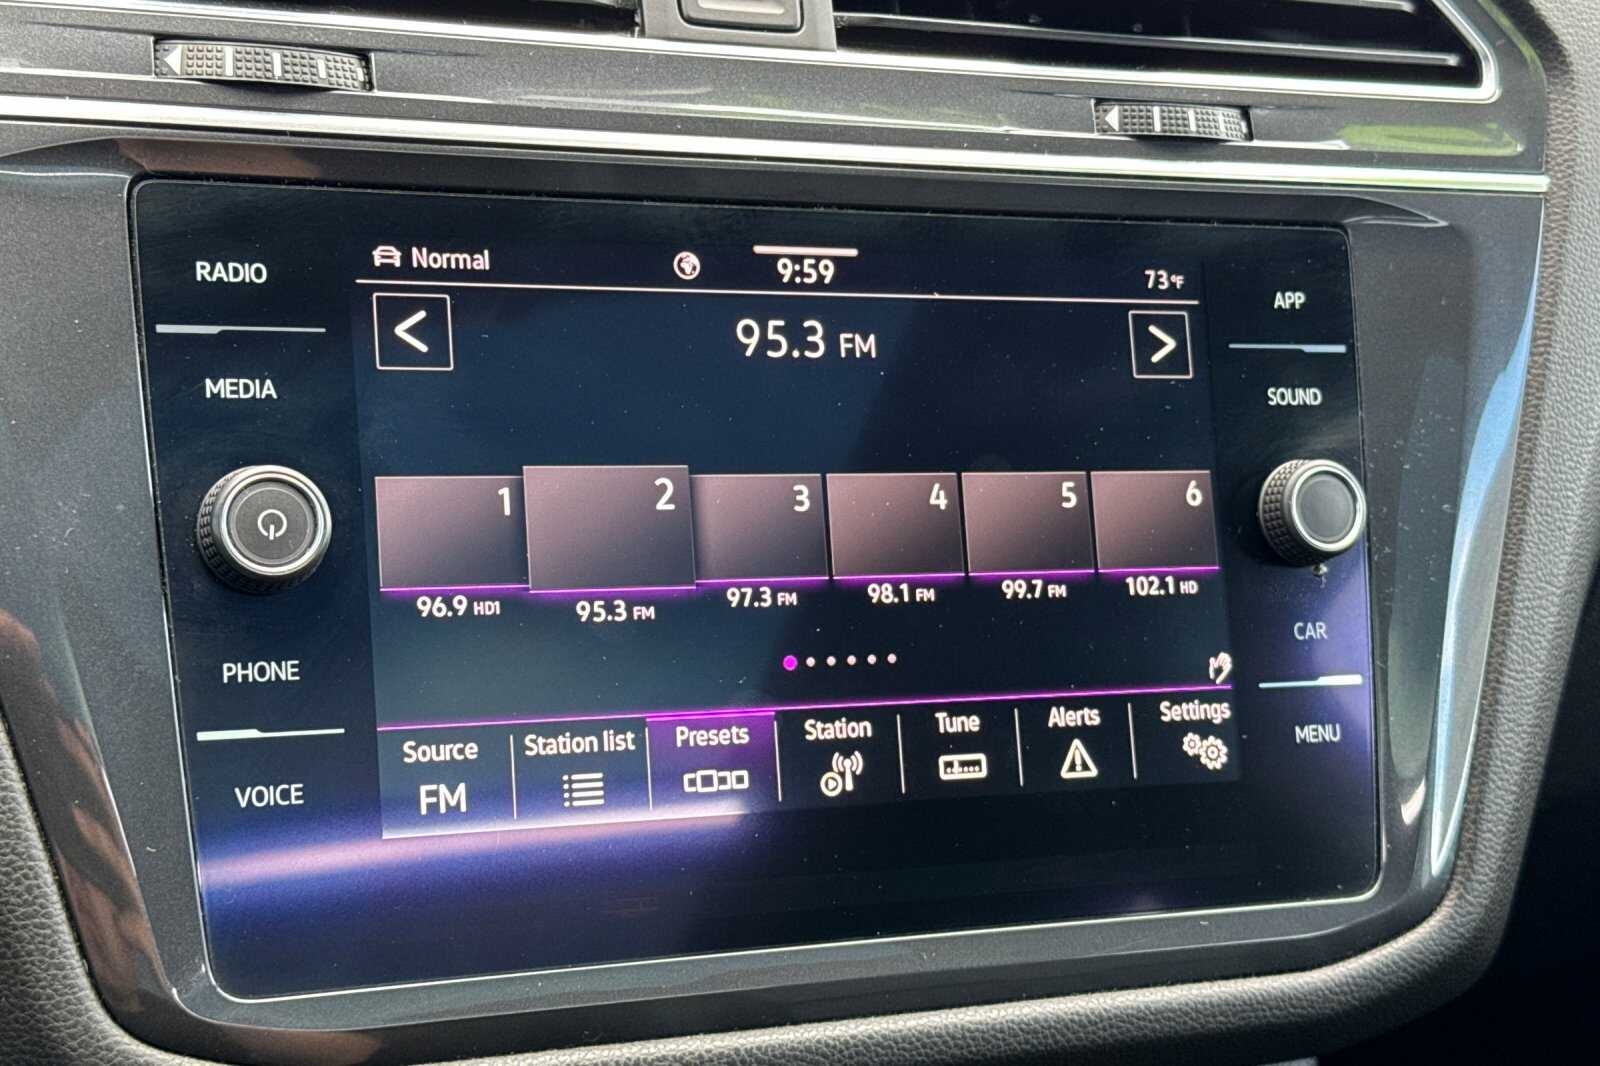 RADIO
MEDIA
PHONE
VOICE
Normal
9:59
73°F
95.3 FM
1
2
3
4
5
6
96.9 HD1
95.3 FM
97.3 FM
98.1 FM
99.7 FM
102.1 HD
Source
FM
Station list
Presets
Station
Tune
Alerts
Settings
APP
SOUND
CAR
MENU